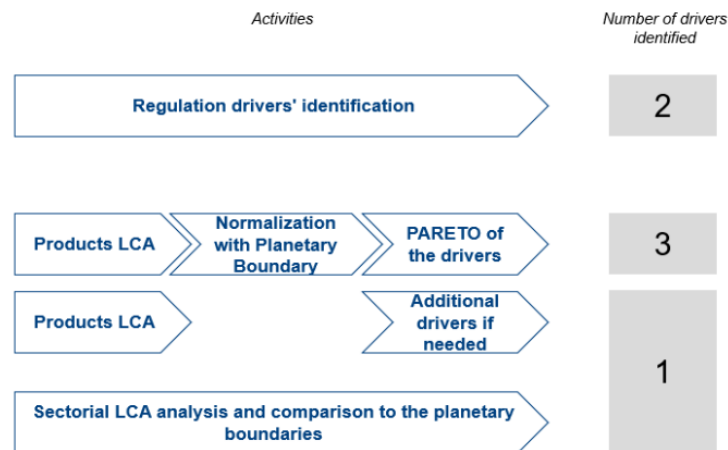 Activities
Number of drivers
identified
Regulation drivers' identification
2
Products LCA
Normalization
with Planetary
Boundary
PARETO of
the drivers
3
Products LCA
Additional
drivers if
needed
1
Sectorial LCA analysis and comparison to the planetary
boundaries